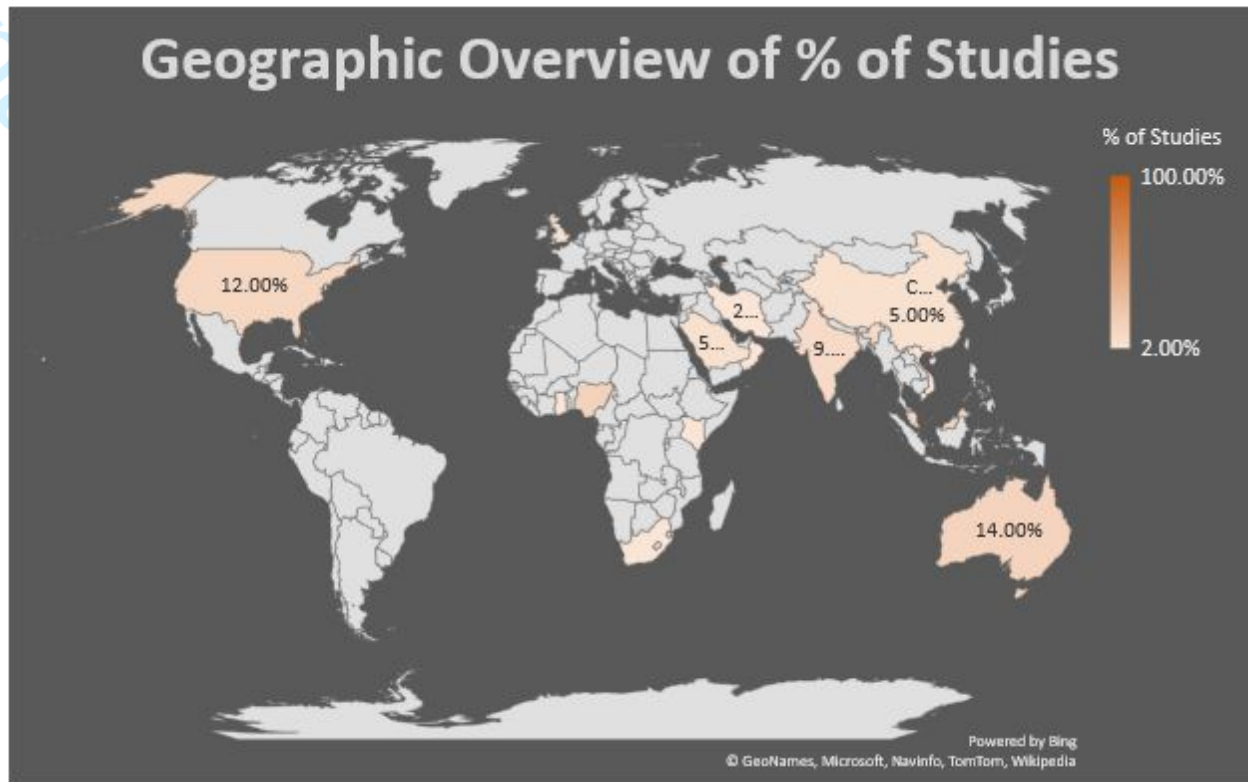 Geographic Overview of % of Studies
% of Studies
100.00%
2.00%
12.00%
C...
5.00%
2...
5...
9....
14.00%
Powered by Bing
© GeoNames, Microsoft, NavInfo, TomTom, Wikipedia